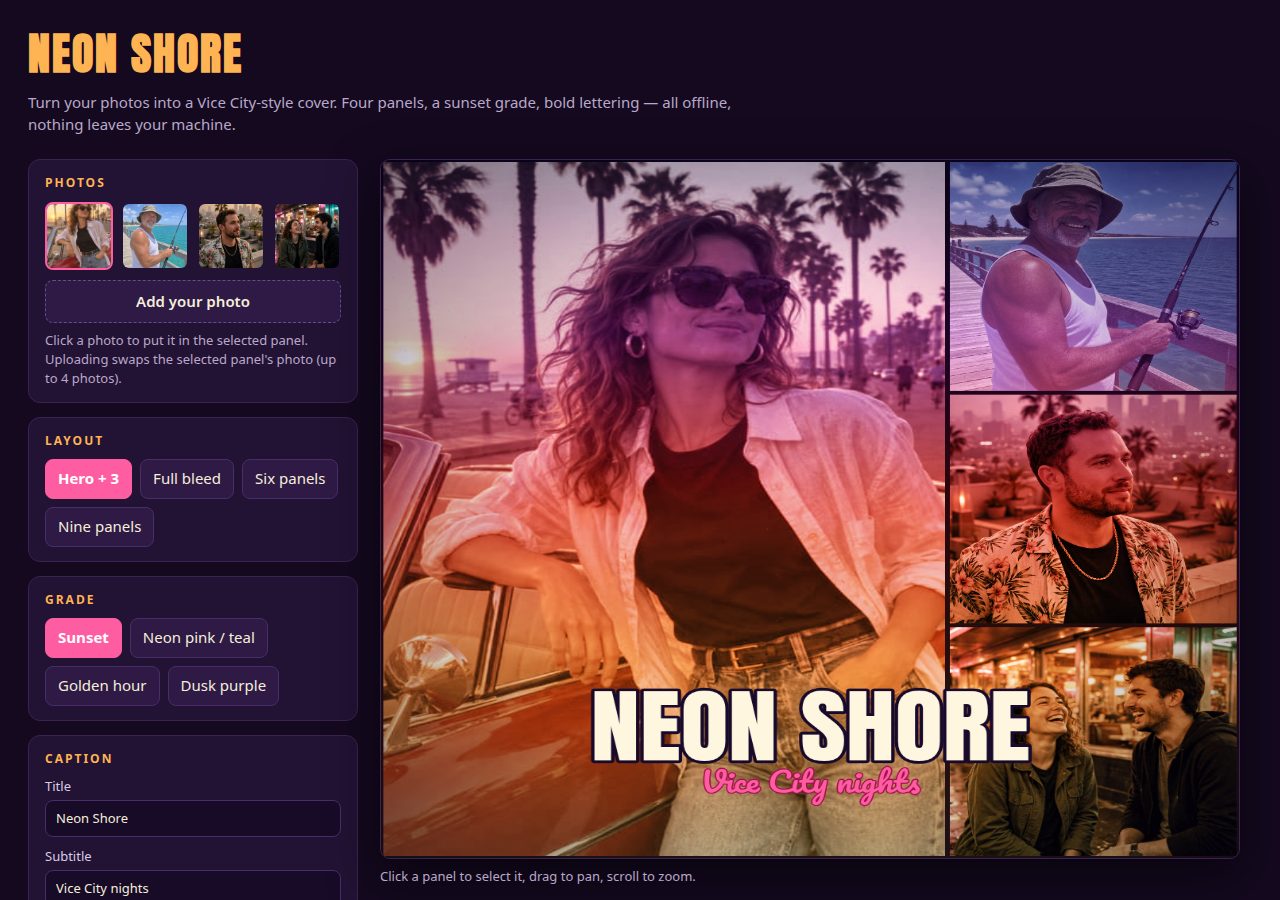 NEON SHORE
Turn your photos into a Vice City-style cover. Four panels, a sunset grade, bold lettering — all offline,
nothing leaves your machine.
PHOTOS
Add your photo
Click a photo to put it in the selected panel.
Uploading swaps the selected panel's photo (up
to 4 photos).
LAYOUT
Hero + 3
Full bleed
Six panels
Nine panels
GRADE
Sunset
Neon pink / teal
Golden hour
Dusk purple
CAPTION
Title
Neon Shore
Subtitle
Vice City nights
NEON SHORE
Vice City nights
Click a panel to select it, drag to pan, scroll to zoom.